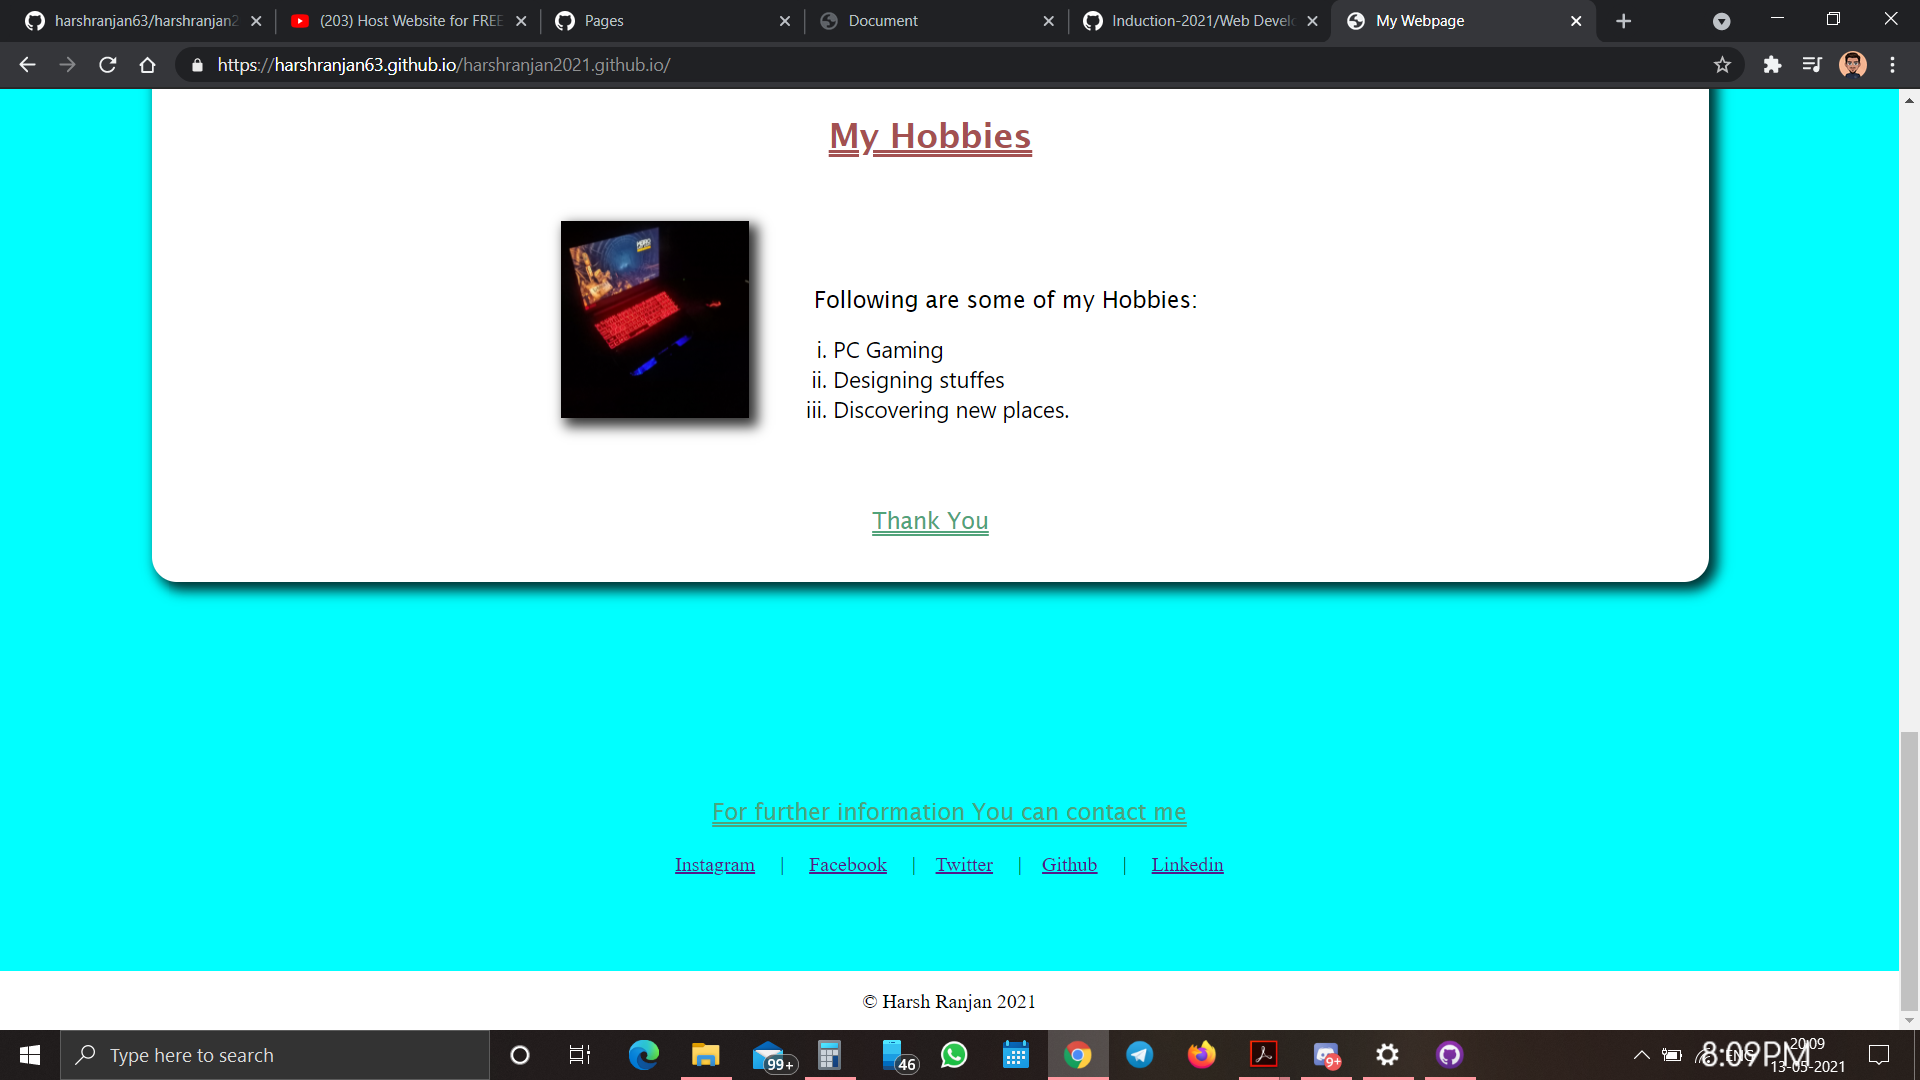 harshranjan63/harshranjan2
(203) Host Website for FREE
Pages
Document
Induction-2021/Web Devel
My Webpage
https://harshranjan63.github.io/harshranjan2021.github.io/
My Hobbies
Following are some of my Hobbies:
i. PC Gaming
ii. Designing stuffes
iii. Discovering new places.
Thank You
For further information You can contact me
Instagram | Facebook | Twitter | Github | Linkedin
© Harsh Ranjan 2021
Type here to search
99+
46
9+
ENG
8:09PM
20:09
13-05-2021